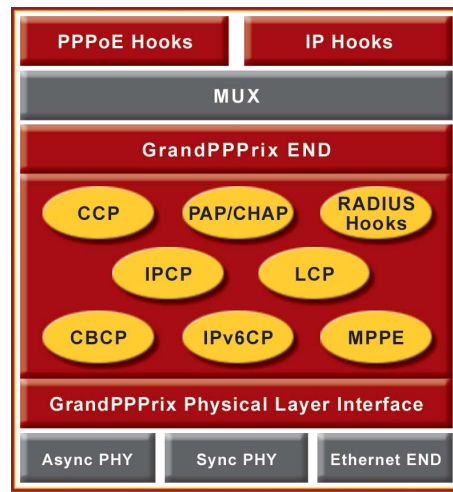 PPPoE Hooks
IP Hooks
MUX
GrandPPPrix END
CCP
PAP/CHAP
RADIUS
Hooks
IPCP
LCP
CBCP
IPv6CP
MPPE
GrandPPPrix Physical Layer Interface
Async PHY
Sync PHY
Ethernet END